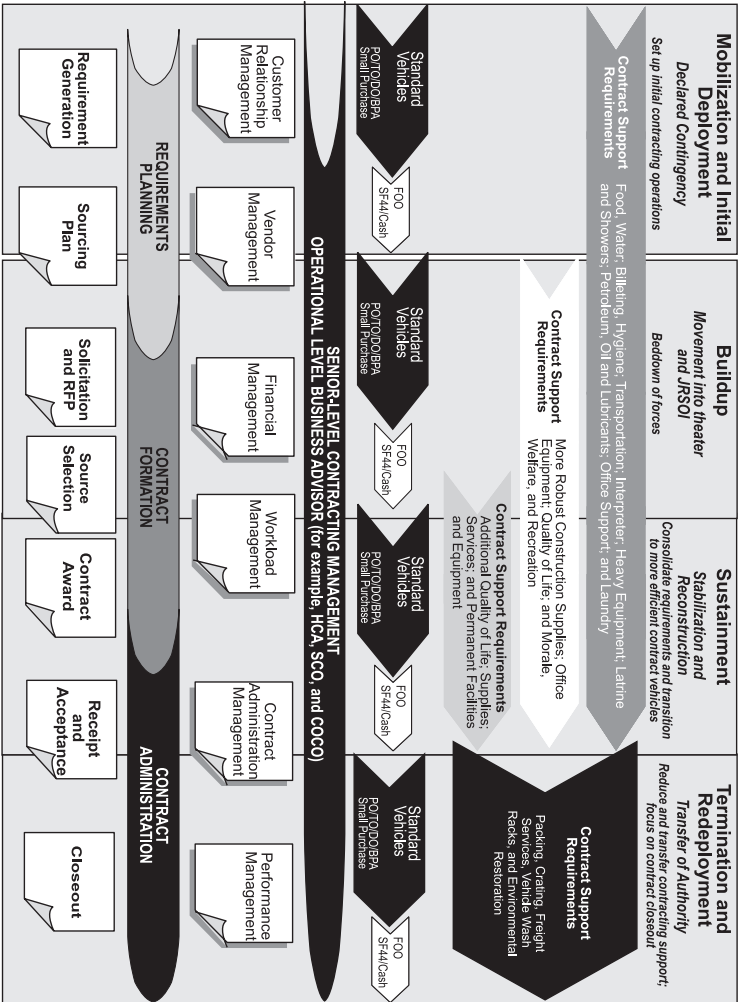 Mobilization and Initial
Deployment
Declared Contingency
Set up initial contracting operations
Buildup
Movement into theater
and JRSOI
Beddown of forces
Sustainment
Stabilization and
Reconstruction
Consolidate requirements and transition
to more efficient contract vehicles
Termination and
Redeployment
Transfer of Authority
Reduce and transfer contracting support;
focus on contract closeout
Contract Support
Requirements
Food, Water; Billeting, Hygiene; Transportation; Interpreter; Heavy Equipment; Latrine
and Showers; Petroleum, Oil and Lubricants; Office Support; and Laundry
Contract Support
Requirements
More Robust Construction Supplies; Office
Equipment; Quality of Life; and Morale,
Welfare, and Recreation
Contract Support Requirements
Additional Quality of Life; Supplies;
Services; and Permanent Facilities
and Equipment
Contract Support
Requirements
Packing, Crating, Freight
Services, Vehicle Wash
Racks, and Environmental
Restoration
Standard
Vehicles
PO/TO/DO/BPA
Small Purchase
FOO
SF44/Cash
Standard
Vehicles
PO/TO/DO/BPA
Small Purchase
FOO
SF44/Cash
Standard
Vehicles
PO/TO/DO/BPA
Small Purchase
FOO
SF44/Cash
Standard
Vehicles
PO/TO/DO/BPA
Small Purchase
FOO
SF44/Cash
SENIOR-LEVEL CONTRACTING MANAGEMENT
OPERATIONAL LEVEL BUSINESS ADVISOR (for example, HCA, SCO, and COCO)
Customer
Relationship
Management
Vendor
Management
Financial
Management
Workload
Management
Contract
Administration
Management
Performance
Management
REQUIREMENTS
PLANNING
CONTRACT
FORMATION
CONTRACT
ADMINISTRATION
Requirement
Generation
Sourcing
Plan
Solicitation
and RFP
Source
Selection
Contract
Award
Receipt
and
Acceptance
Closeout